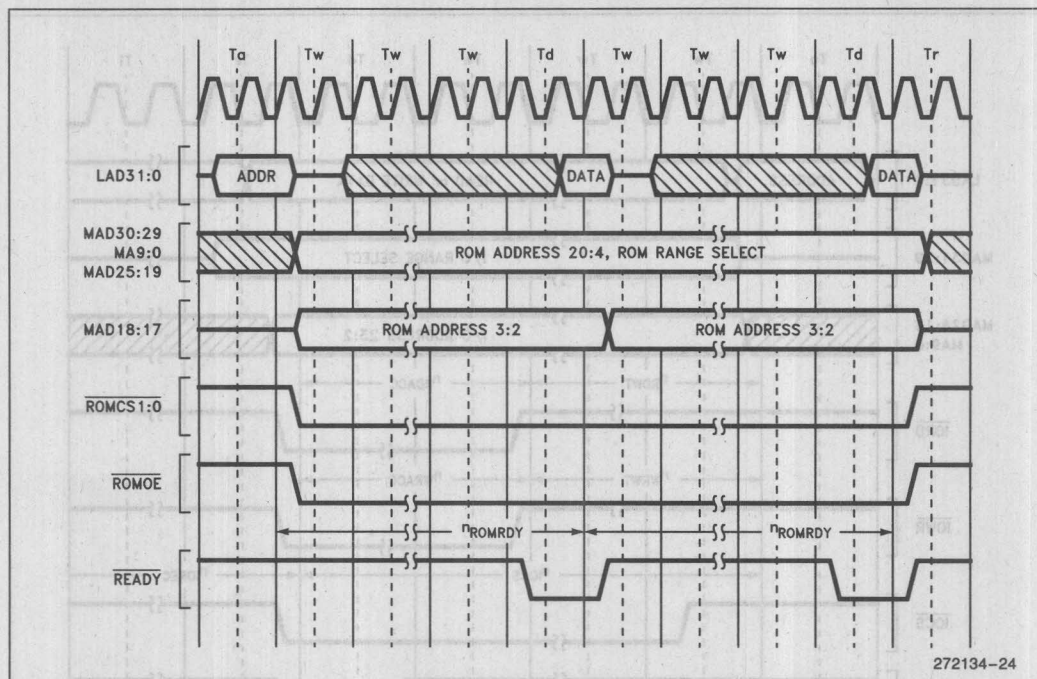 Ta Tw Tw Tw Td Tw Tw Tw Td Tr
LAD31:0 ADDR DATA DATA
MAD30:29
MA9:0 ROM ADDRESS 20:4, ROM RANGE SELECT
MAD25:19
MAD18:17 ROM ADDRESS 3:2 ROM ADDRESS 3:2
ROMCS1:0
ROMOE
nROMRDY nROMRDY
READY
272134-24